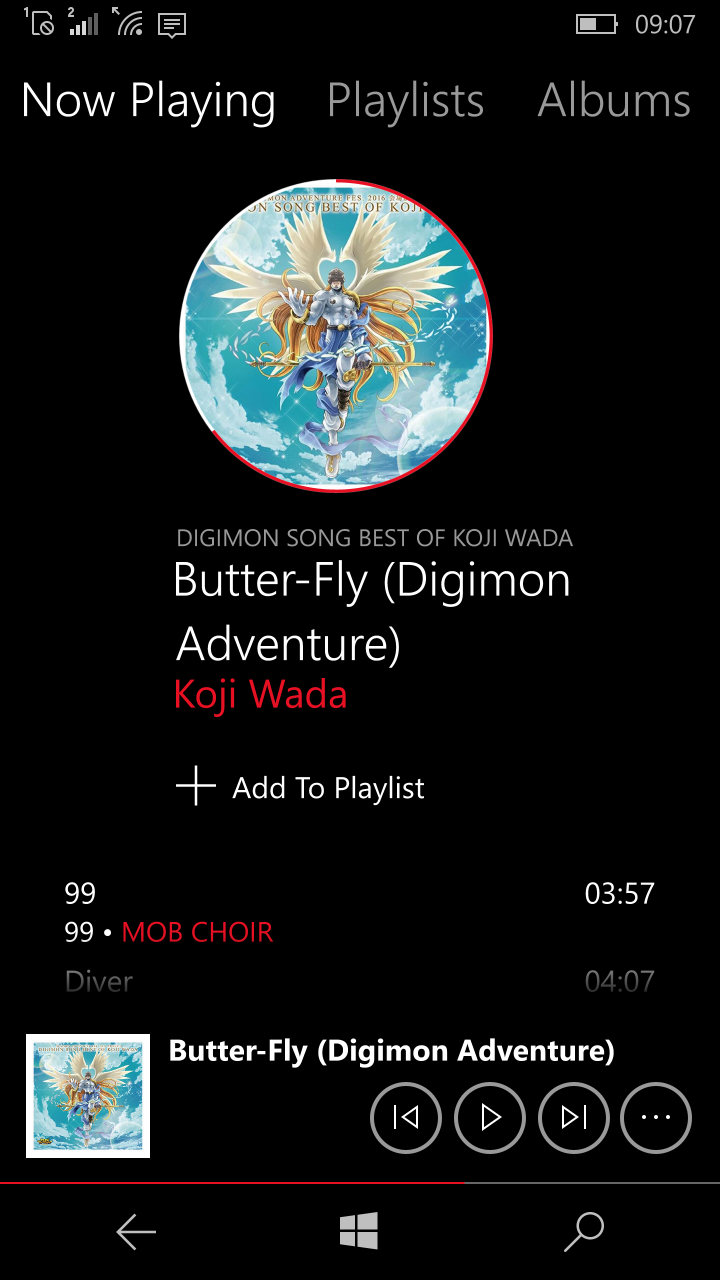 1 2 09:07
Now Playing Playlists Albums
MON ADVENTURE FES 2016
ON SONG BEST OF KOJI
DIGIMON SONG BEST OF KOJI WADA
Butter-Fly (Digimon
Adventure)
Koji Wada
Add To Playlist
99 03:57
99 • MOB CHOIR
Diver 04:07
Butter-Fly (Digimon Adventure)